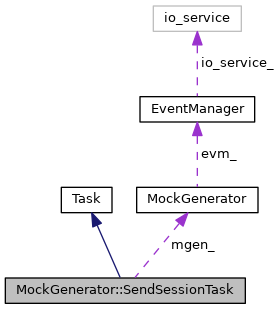 io_service
io_service_
EventManager
evm_
Task
MockGenerator
mgen_
MockGenerator::SendSessionTask